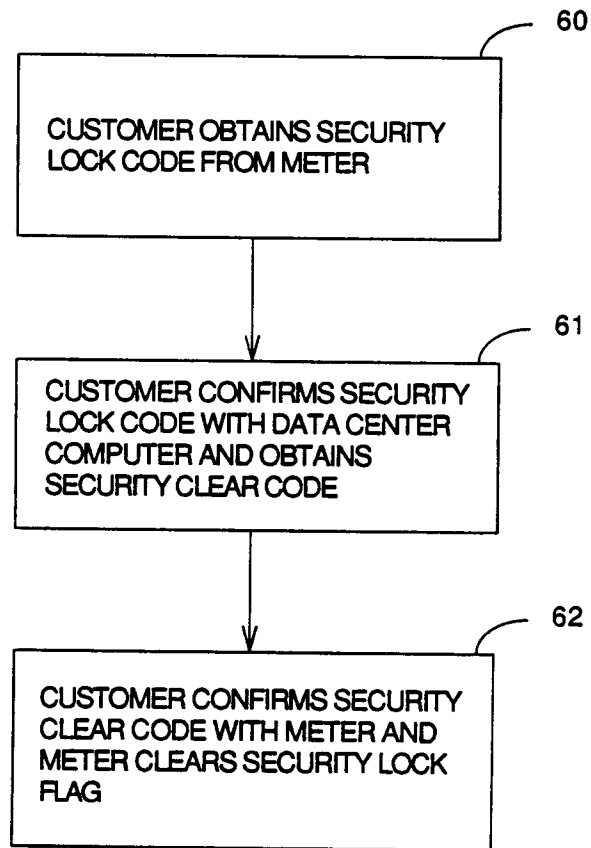 60
CUSTOMER OBTAINS SECURITY
LOCK CODE FROM METER
61
CUSTOMER CONFIRMS SECURITY
LOCK CODE WITH DATA CENTER
COMPUTER AND OBTAINS
SECURITY CLEAR CODE
62
CUSTOMER CONFIRMS SECURITY
CLEAR CODE WITH METER AND
METER CLEARS SECURITY LOCK
FLAG